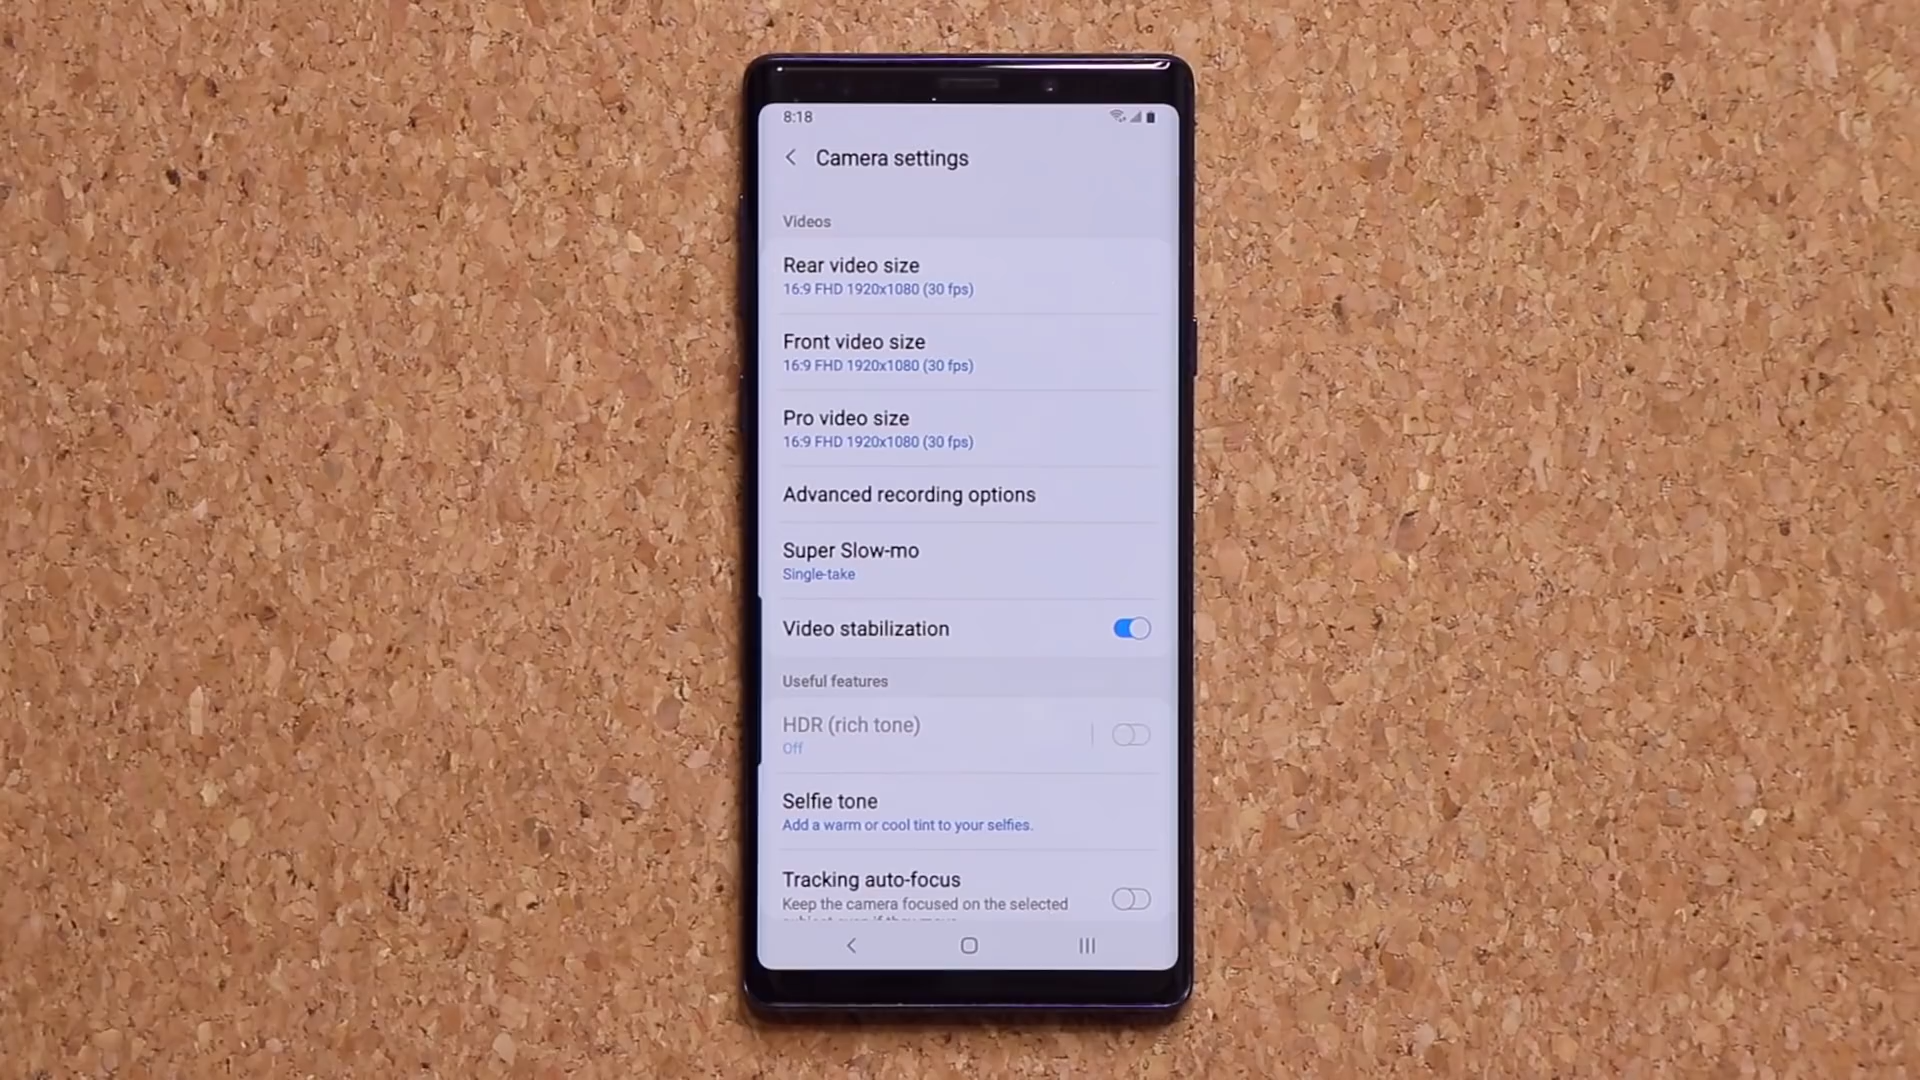 8:18
Camera settings
Videos
Rear video size
16:9 FHD 1920x1080 (30 fps)
Front video size
16:9 FHD 1920x1080 (30 fps)
Pro video size
16:9 FHD 1920x1080 (30 fps)
Advanced recording options
Super Slow-mo
Single-take
Video stabilization
Useful features
HDR (rich tone)
Off
Selfie tone
Add a warm or cool tint to your selfies.
Tracking auto-focus
Keep the camera focused on the selected